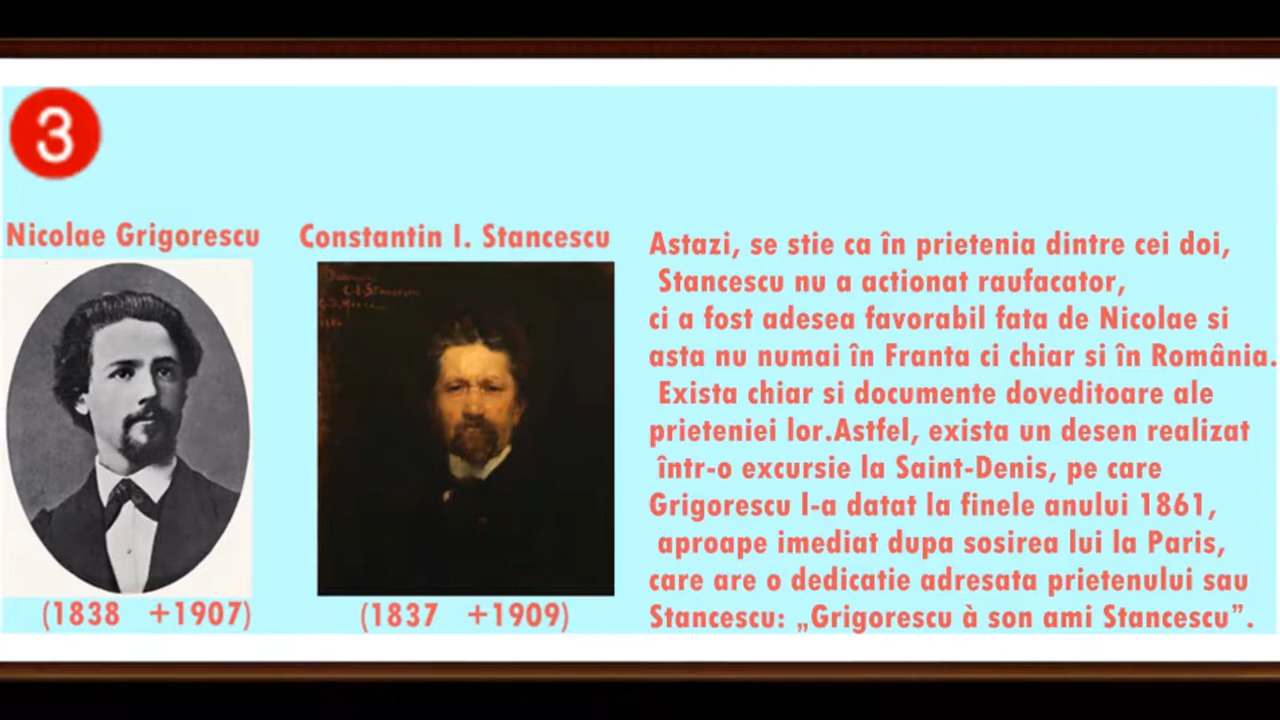 3
Nicolae Grigorescu
Constantin I. Stancescu
C.I. Stancescu
(1838 +1907)
(1837 +1909)
Astazi, se stie ca în prietenia dintre cei doi,
Stancescu nu a actionat raufacator,
ci a fost adesea favorabil fata de Nicolae si
asta nu numai în Franta ci chiar si în România.
Exista chiar si documente doveditoare ale
prieteniei lor.Astfel, exista un desen realizat
într-o excursie la Saint-Denis, pe care
Grigorescu l-a datat la finele anului 1861,
aproape imediat dupa sosirea lui la Paris,
care are o dedicatie adresata prietenului sau
Stancescu: „Grigorescu à son ami Stancescu”.